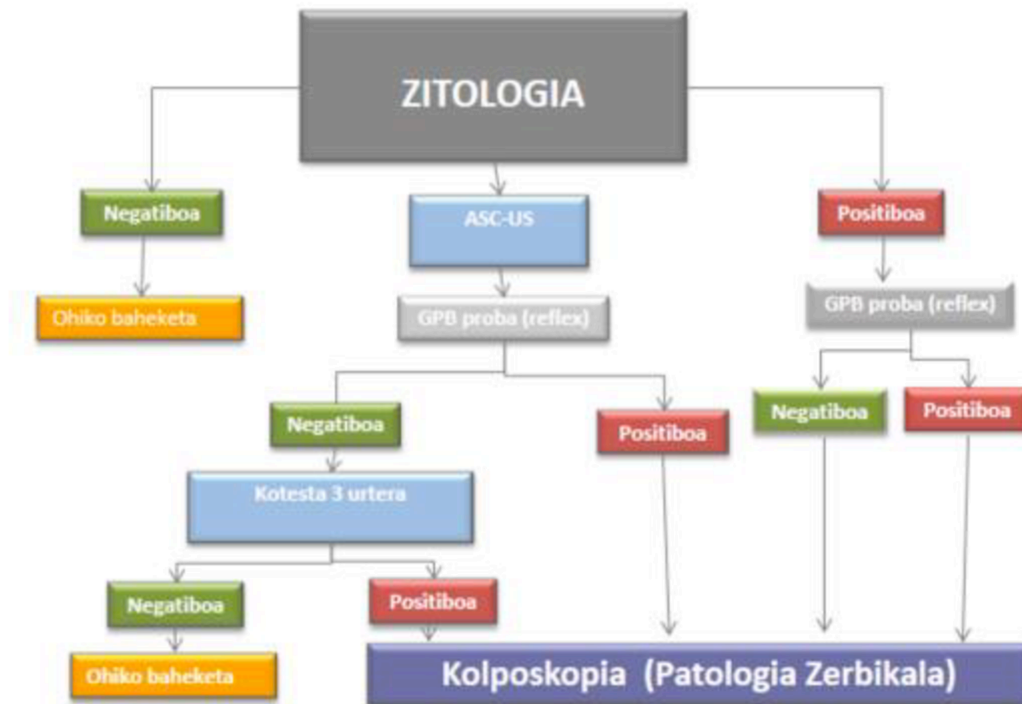 ZITOLOGIA
Negatiboa
ASC-US
Positiboa
Ohiko baheketa
GPB proba (reflex)
GPB proba (reflex)
Negatiboa
Positiboa
Negatiboa
Positiboa
Kotesta 3 urtera
Negatiboa
Positiboa
Ohiko baheketa
Kolposkopia (Patologia Zerbikala)